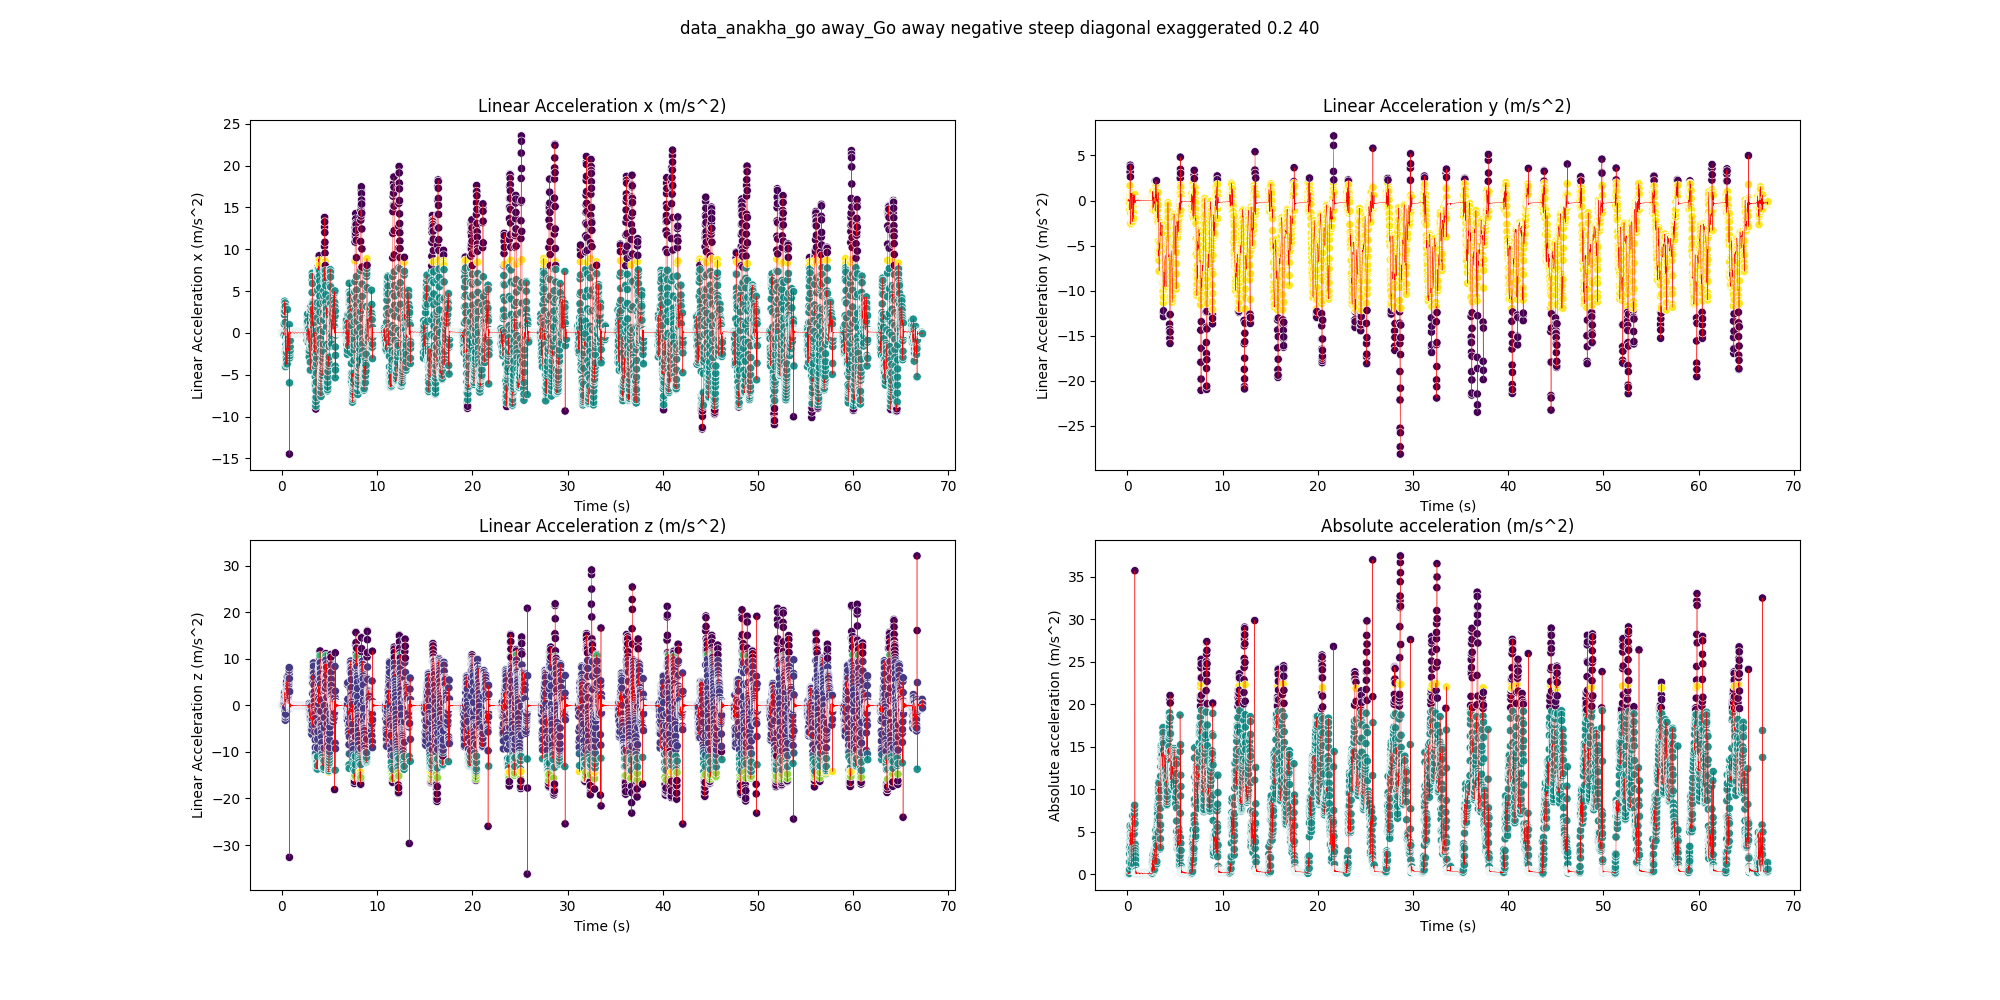 data_anakha_go away_Go away negative steep diagonal exaggerated 0.2 40
Linear Acceleration x (m/s^2)
Linear Acceleration x (m/s^2)
25
20
15
10
5
0
−5
−10
−15
0 10 20 30 40 50 60 70
Time (s)
Linear Acceleration y (m/s^2)
Linear Acceleration y (m/s^2)
5
0
−5
−10
−15
−20
−25
0 10 20 30 40 50 60 70
Time (s)
Linear Acceleration z (m/s^2)
Linear Acceleration z (m/s^2)
30
20
10
0
−10
−20
−30
0 10 20 30 40 50 60 70
Time (s)
Absolute acceleration (m/s^2)
Absolute acceleration (m/s^2)
35
30
25
20
15
10
5
0
0 10 20 30 40 50 60 70
Time (s)